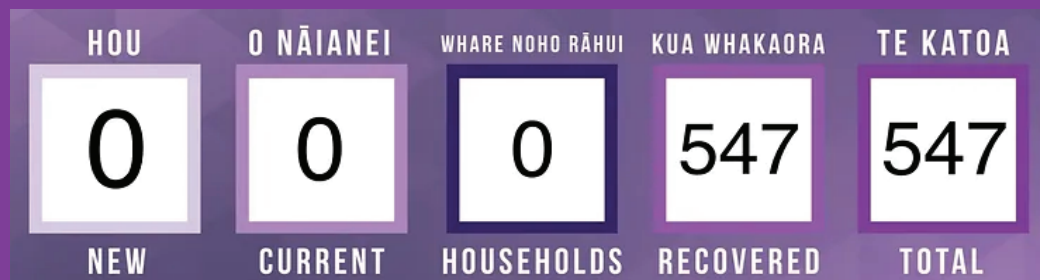 HOU O NĀIANEI WHARE NOHO RĀHUI KUA WHAKAORA TE KATOA
0 0 0 547 547
NEW CURRENT HOUSEHOLDS RECOVERED TOTAL